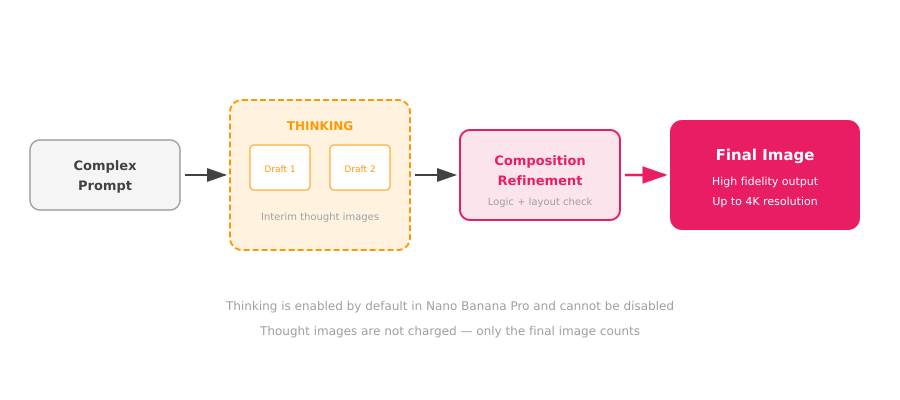 Complex
Prompt
THINKING
Draft 1
Draft 2
Interim thought images
Composition
Refinement
Logic + layout check
Final Image
High fidelity output
Up to 4K resolution
Thinking is enabled by default in Nano Banana Pro and cannot be disabled
Thought images are not charged — only the final image counts